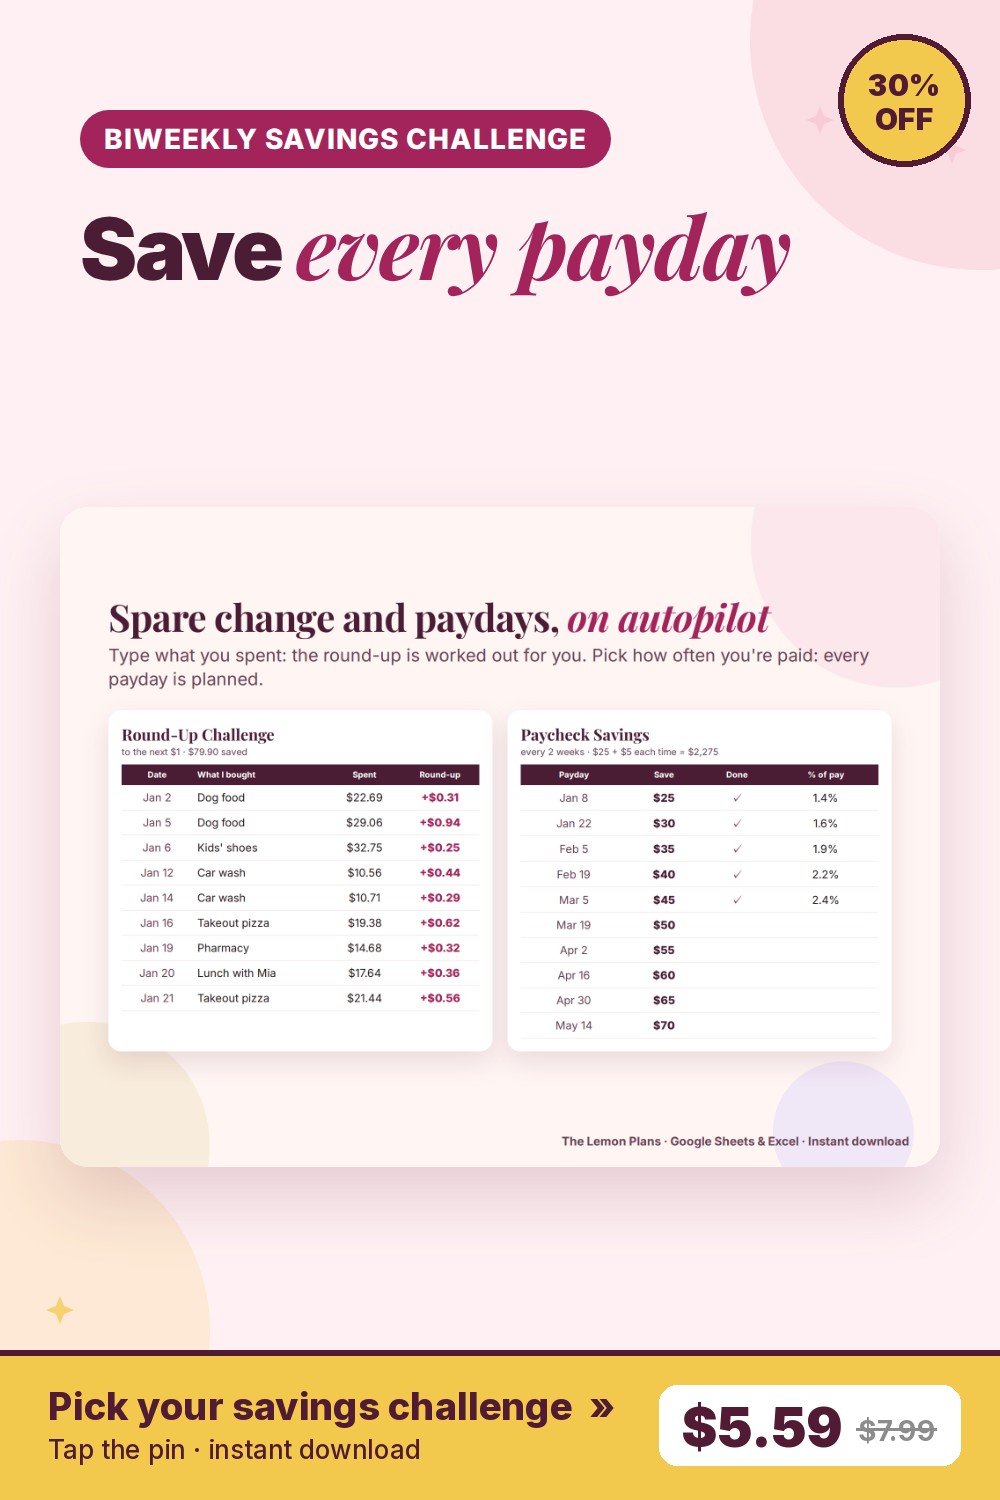 30%
OFF
BIWEEKLY SAVINGS CHALLENGE
Save every payday
Spare change and paydays, on autopilot
Type what you spent: the round-up is worked out for you. Pick how often you're paid: every
payday is planned.
Round-Up Challenge
to the next $1 · $79.90 saved
Date What I bought Spent Round-up
Jan 2 Dog food $22.69 +$0.31
Jan 5 Dog food $29.06 +$0.94
Jan 6 Kids' shoes $32.75 +$0.25
Jan 12 Car wash $10.56 +$0.44
Jan 14 Car wash $10.71 +$0.29
Jan 16 Takeout pizza $19.38 +$0.62
Jan 19 Pharmacy $14.68 +$0.32
Jan 20 Lunch with Mia $17.64 +$0.36
Jan 21 Takeout pizza $21.44 +$0.56
Paycheck Savings
every 2 weeks · $25 + $5 each time = $2,275
Payday Save Done % of pay
Jan 8 $25 ✓ 1.4%
Jan 22 $30 ✓ 1.6%
Feb 5 $35 ✓ 1.9%
Feb 19 $40 ✓ 2.2%
Mar 5 $45 ✓ 2.4%
Mar 19 $50
Apr 2 $55
Apr 16 $60
Apr 30 $65
May 14 $70
The Lemon Plans · Google Sheets & Excel · Instant download
Pick your savings challenge »
Tap the pin · instant download
$5.59 $7.99